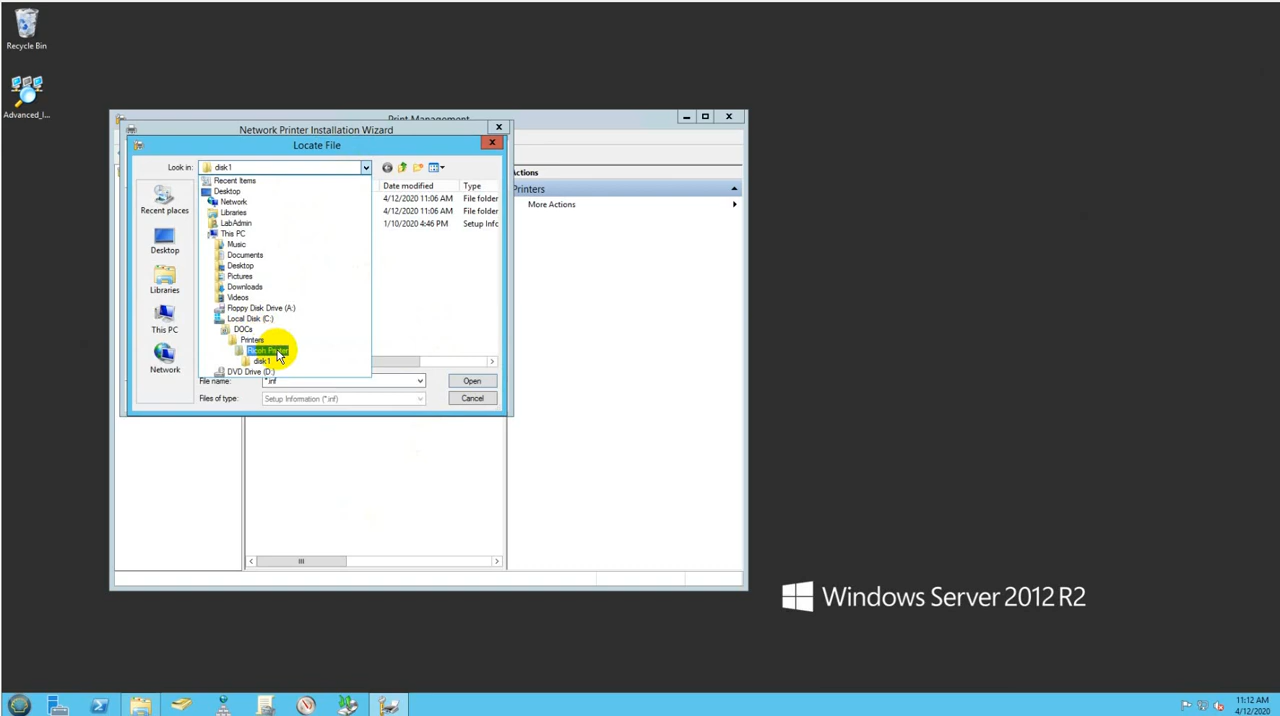 Recycle Bin
Advanced_I...
Print Management
Network Printer Installation Wizard
Locate File
Look in:
disk1
Recent places
Desktop
Libraries
This PC
Network
Recent Items
Desktop
Network
Libraries
LabAdmin
This PC
Music
Documents
Desktop
Pictures
Downloads
Videos
Floppy Disk Drive (A:)
Local Disk (C:)
DOCs
Printers
Ricoh Printer
disk1
DVD Drive (D:)
Date modified Type
4/12/2020 11:06 AM File folder
4/12/2020 11:06 AM File folder
1/10/2020 4:46 PM Setup Info
File name: *.inf Open
Files of type: Setup Information (*.inf) Cancel
Actions
Printers
More Actions
Windows Server 2012 R2
11:12 AM
4/12/2020